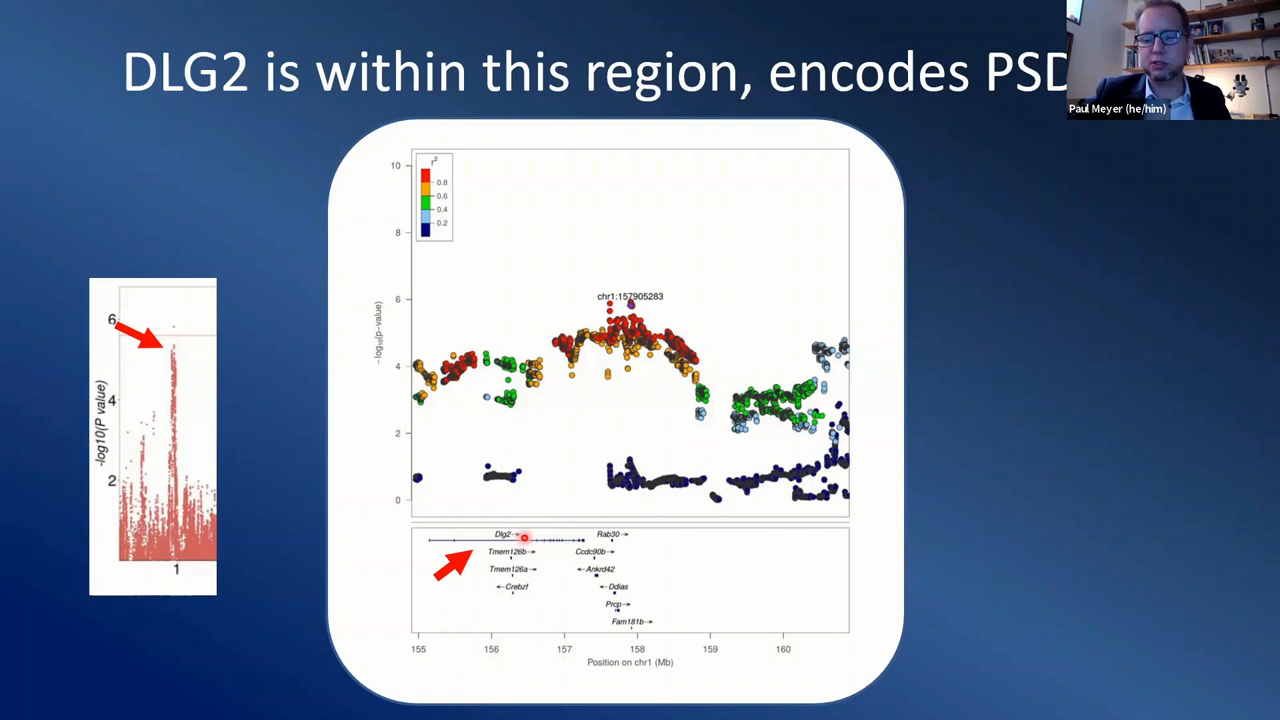 DLG2 is within this region, encodes PSD
Paul Meyer (he/him)
6
4
2
-log10(P value)
1
r²
0.8
0.6
0.4
0.2
10
8
6
4
2
0
−log₁₀(p−value)
chr1:157905283
Dlg2→ Rab30→
Tmem126b→ Ccdc90b→
Tmem126a→ ←Ankrd42
←Crebzf ←Ddias
Prcp→
Fam181b→
155 156 157 158 159 160
Position on chr1 (Mb)